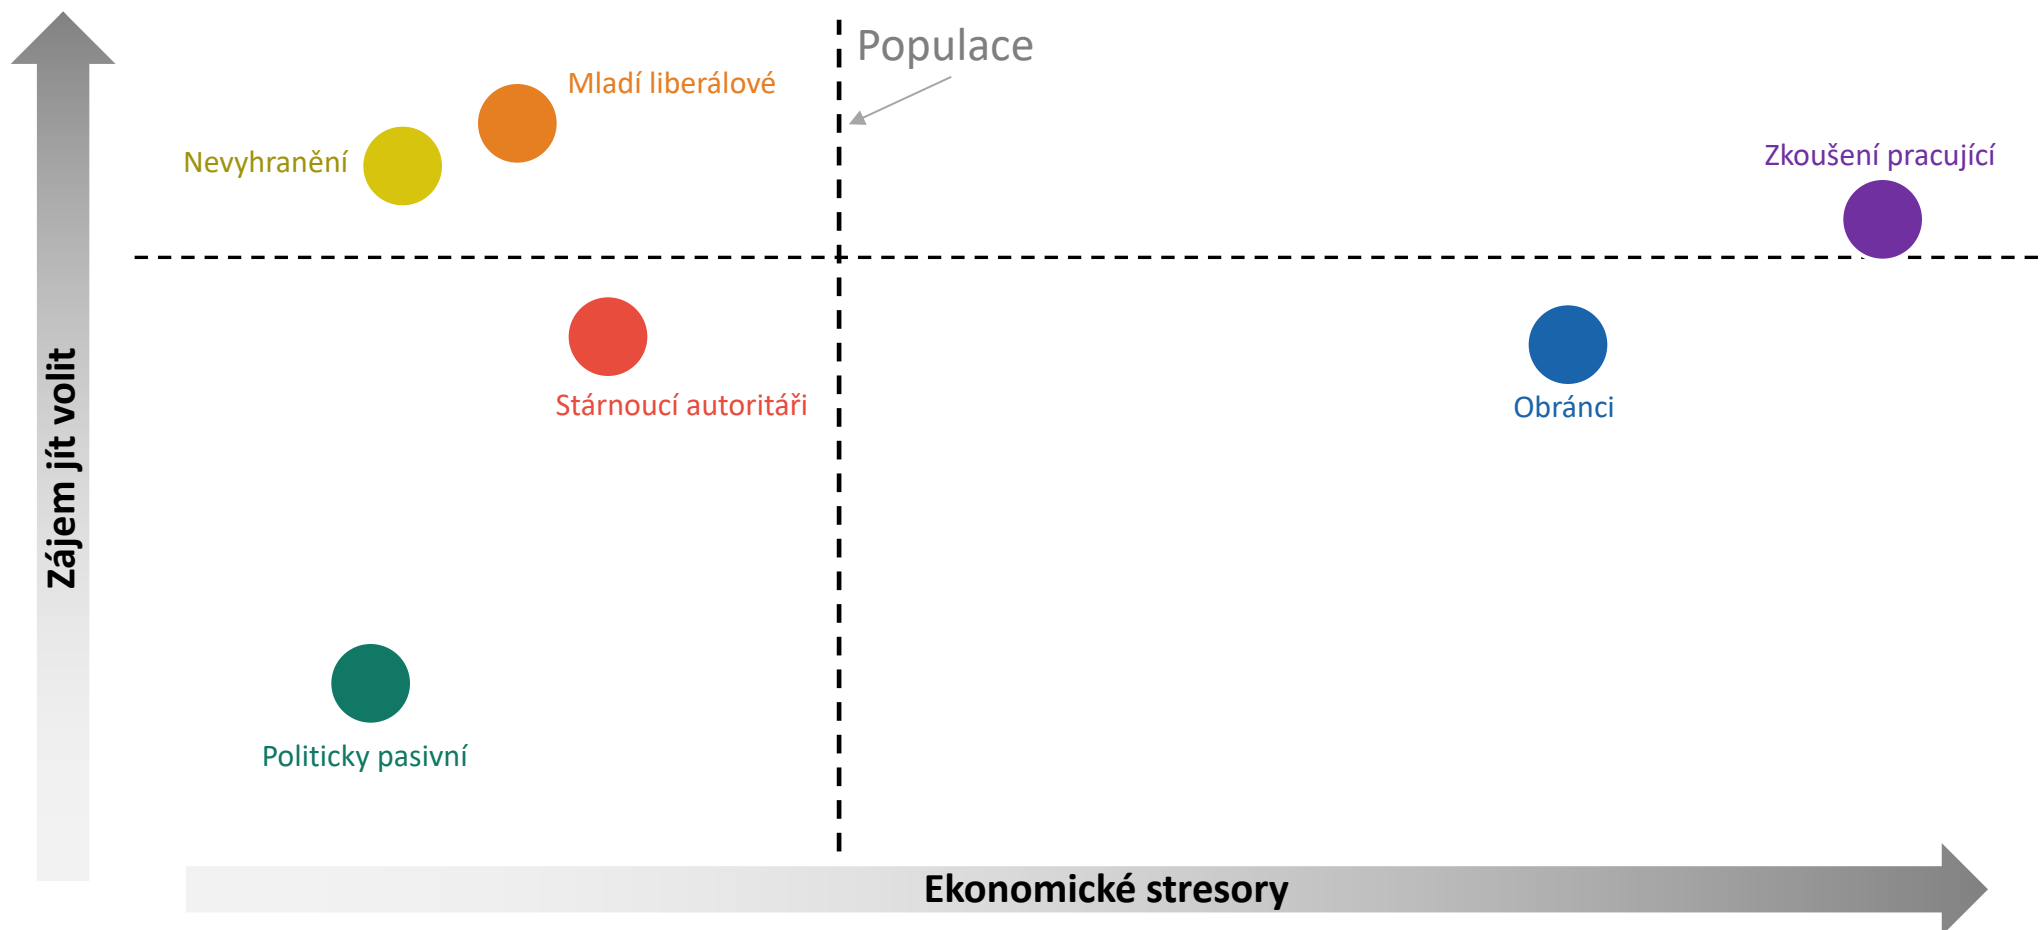 Populace
Mladí liberálové
Nevyhranění
Zkoušení pracující
Stárnoucí autoritáři
Obránci
Zájem jít volit
Politicky pasivní
Ekonomické stresory